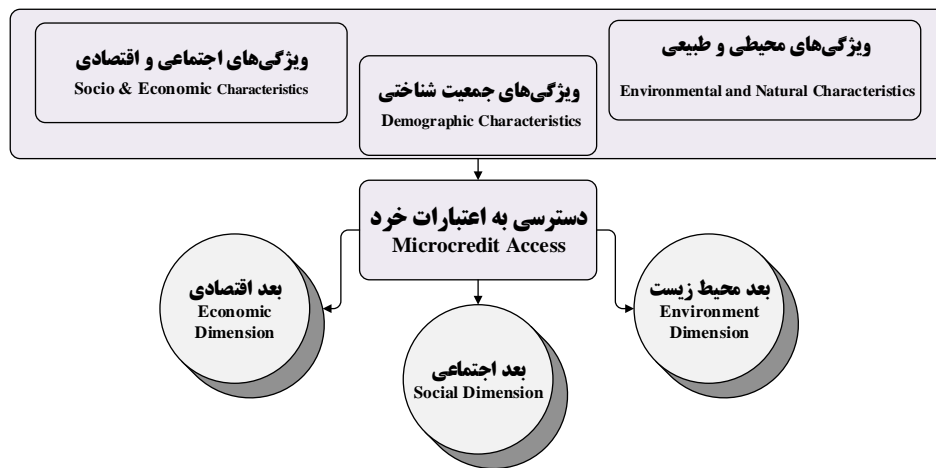 ویژگی‌های اجتماعی و اقتصادی
Socio & Economic Characteristics
ویژگی‌های جمعیت شناختی
Demographic Characteristics
ویژگی‌های محیطی و طبیعی
Environmental and Natural Characteristics
دسترسی به اعتبارات خرد
Microcredit Access
بعد اقتصادی
Economic
Dimension
بعد اجتماعی
Social Dimension
بعد محیط زیست
Environment
Dimension